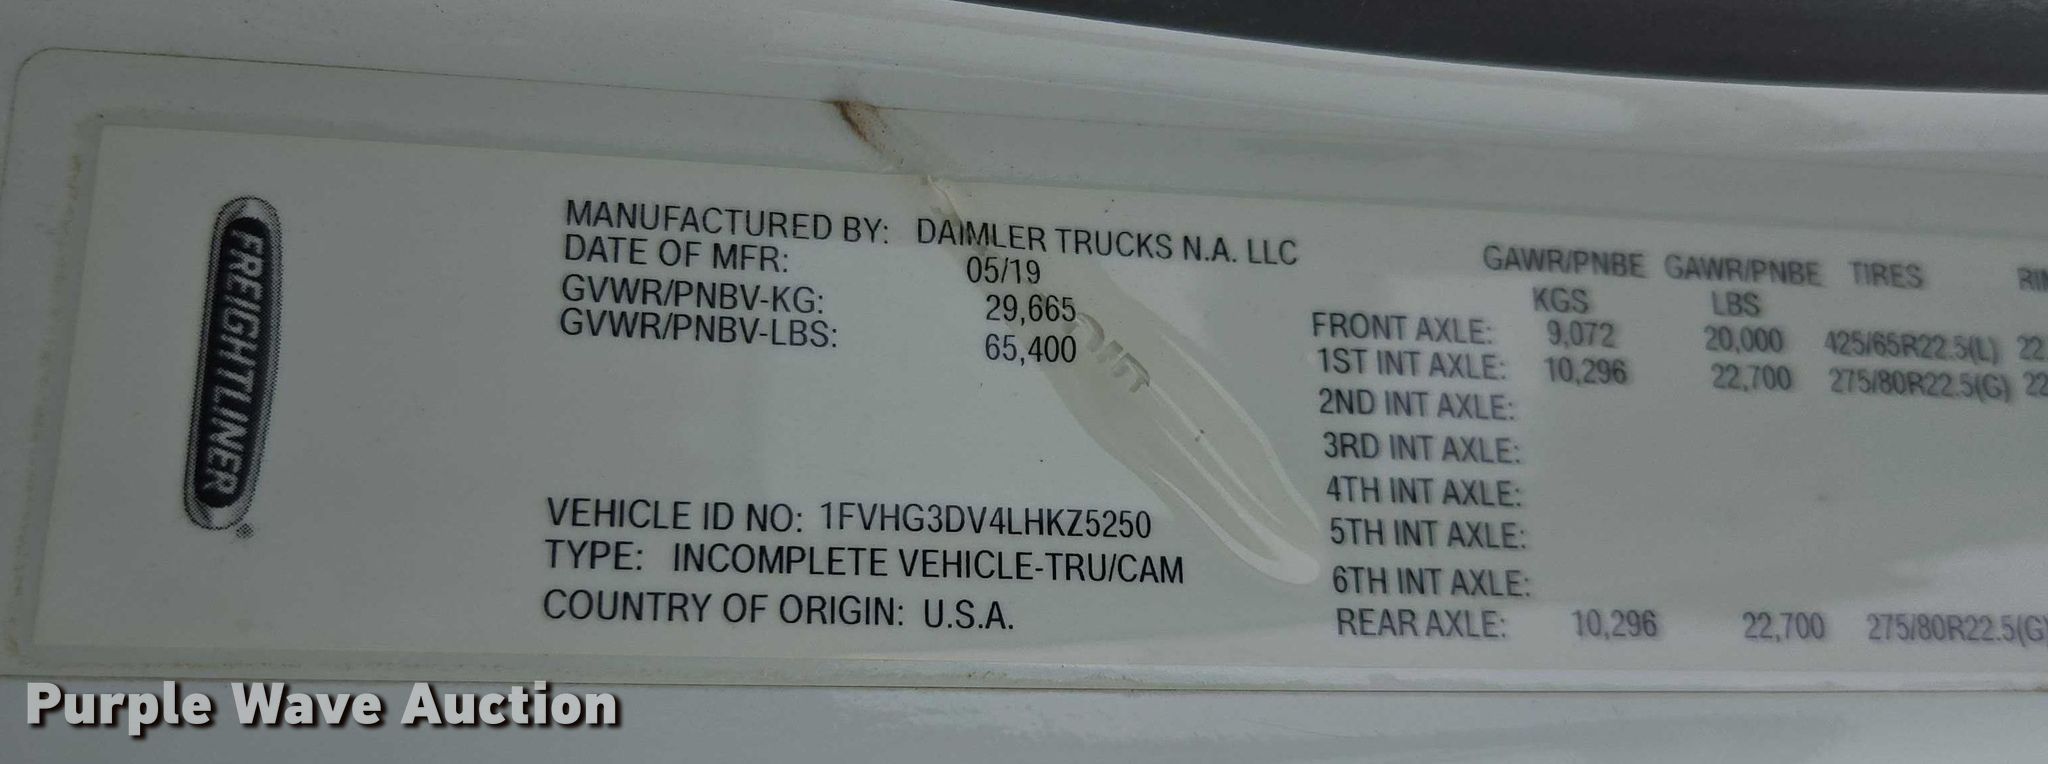 FREIGHTLINER®
MANUFACTURED BY: DAIMLER TRUCKS N.A. LLC
DATE OF MFR: 05/19
GVWR/PNBV-KG: 29,665
GVWR/PNBV-LBS: 65,400
VEHICLE ID NO: 1FVHG3DV4LHKZ5250
TYPE: INCOMPLETE VEHICLE-TRU/CAM
COUNTRY OF ORIGIN: U.S.A.
GAWR/PNBE GAWR/PNBE TIRES
KGS LBS
FRONT AXLE: 9,072 20,000 425/65R22.5(L) 22.
1ST INT AXLE: 10,296 22,700 275/80R22.5(G) 22
2ND INT AXLE:
3RD INT AXLE:
4TH INT AXLE:
5TH INT AXLE:
6TH INT AXLE:
REAR AXLE: 10,296 22,700 275/80R22.5(G)
Purple Wave Auction